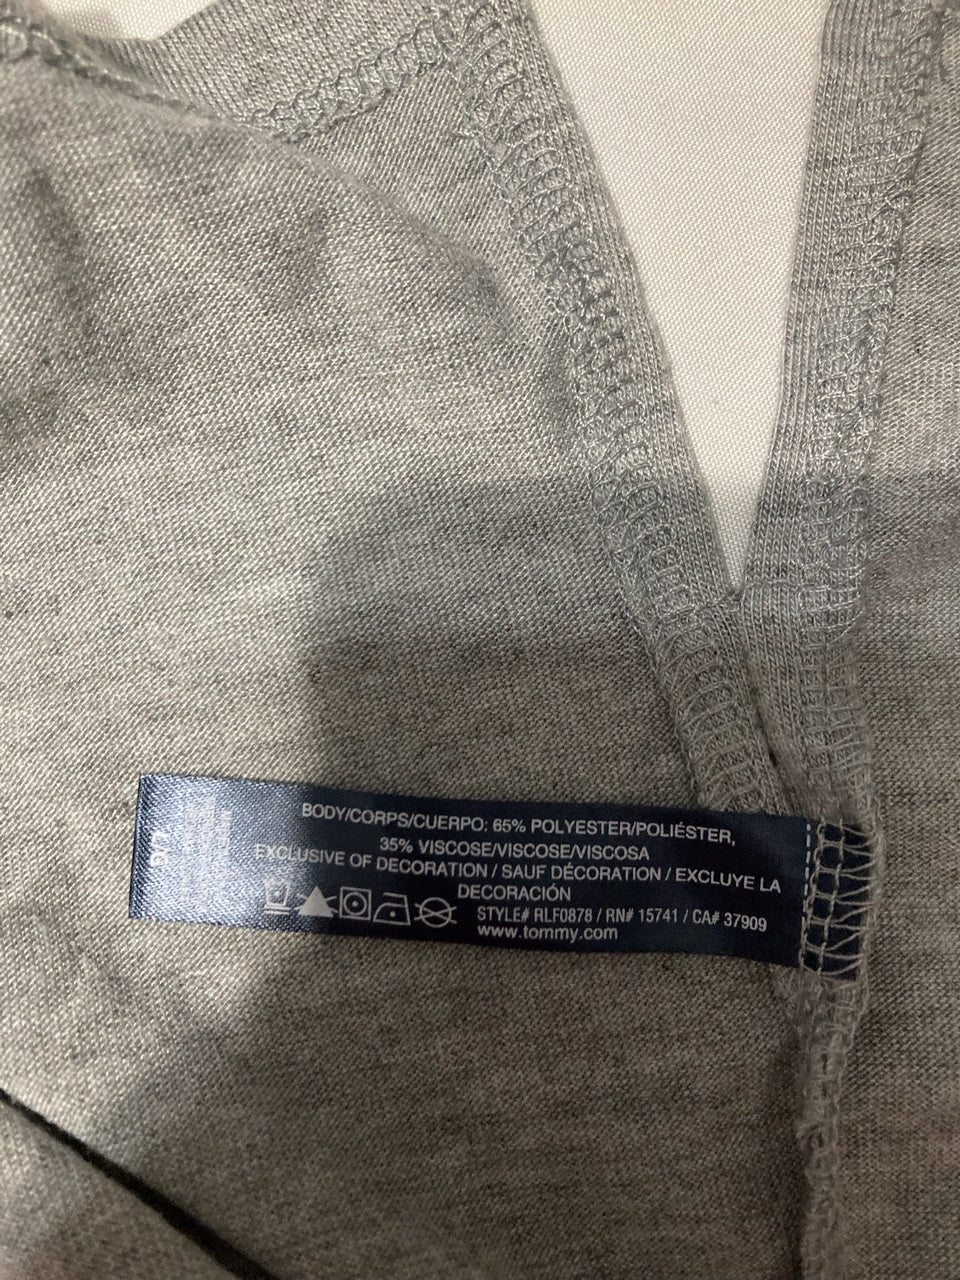 BODY/CORPS/CUERPO: 65% POLYESTER/POLIÉSTER,
35% VISCOSE/VISCOSE/VISCOSA
EXCLUSIVE OF DECORATION / SAUF DÉCORATION / EXCLUYE LA
DECORACIÓN
STYLE# RLF0878 / RN# 15741 / CA# 37909
www.tommy.com